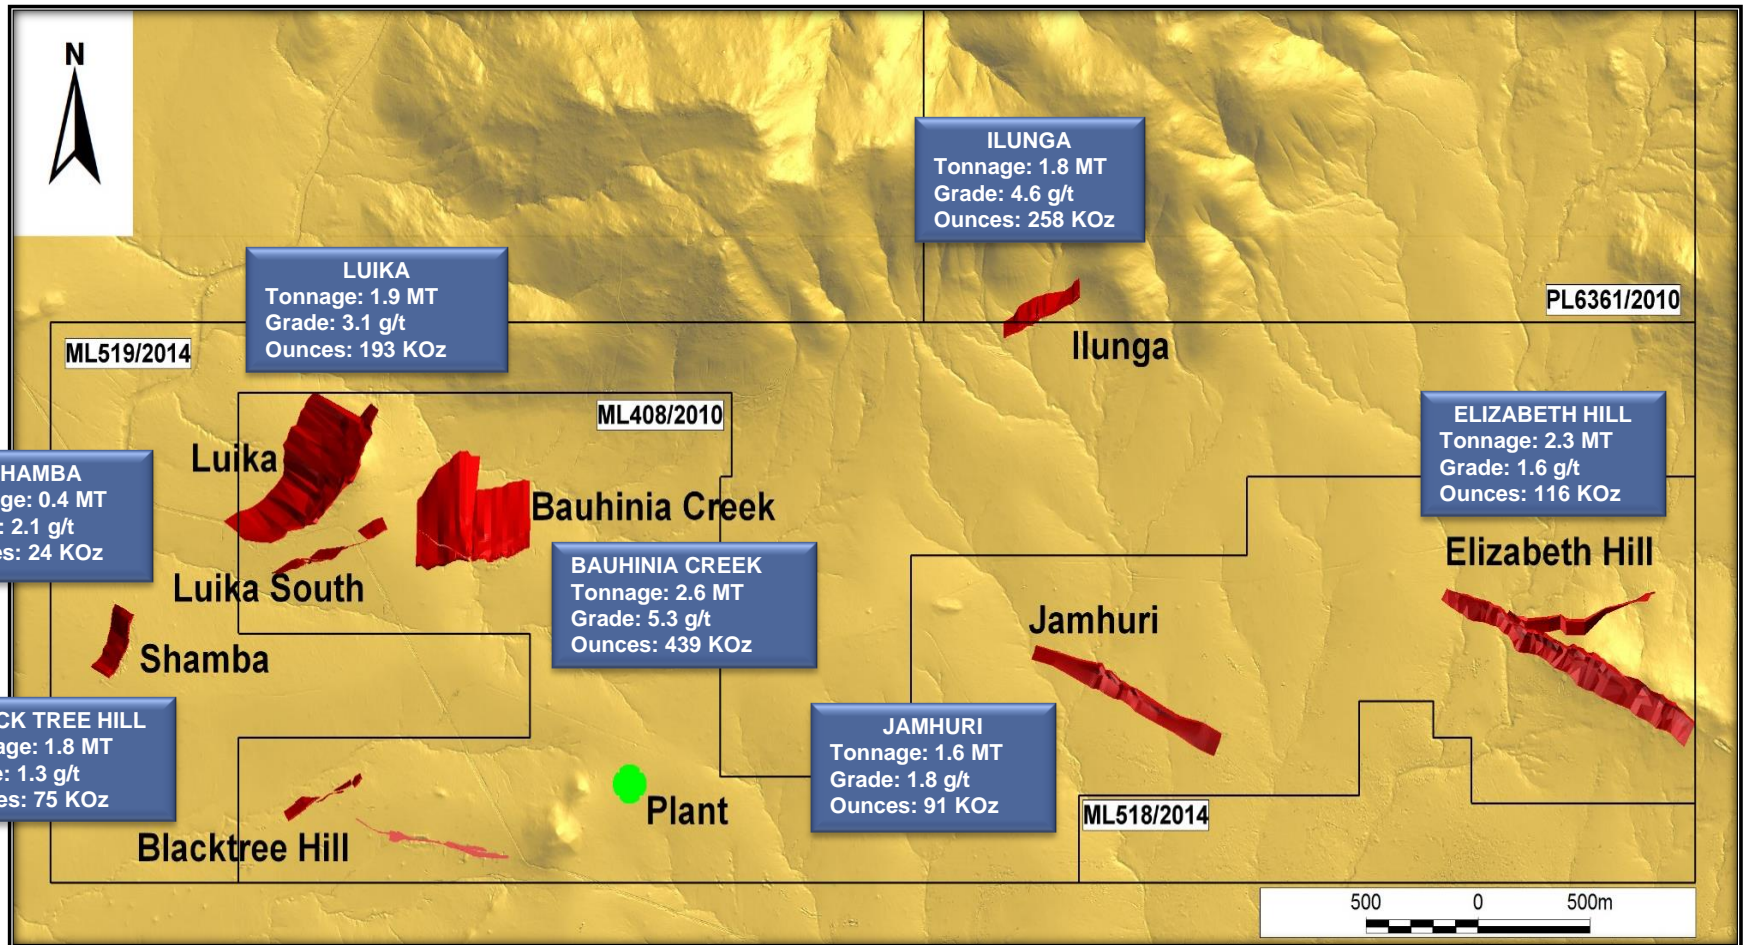 N
ILUNGA
Tonnage: 1.8 MT
Grade: 4.6 g/t
Ounces: 258 KOz
LUIKA
Tonnage: 1.9 MT
Grade: 3.1 g/t
Ounces: 193 KOz
PL6361/2010
ML519/2014
Ilunga
ML408/2010
ELIZABETH HILL
Tonnage: 2.3 MT
Grade: 1.6 g/t
Ounces: 116 KOz
Luika
HAMBA
ge: 0.4 MT
: 2.1 g/t
es: 24 KOz
Bauhinia Creek
Elizabeth Hill
BAUHINIA CREEK
Tonnage: 2.6 MT
Grade: 5.3 g/t
Ounces: 439 KOz
Luika South
Jamhuri
Shamba
CK TREE HILL
age: 1.8 MT
e: 1.3 g/t
es: 75 KOz
JAMHURI
Tonnage: 1.6 MT
Grade: 1.8 g/t
Ounces: 91 KOz
Plant
ML518/2014
Blacktree Hill
500 0 500m